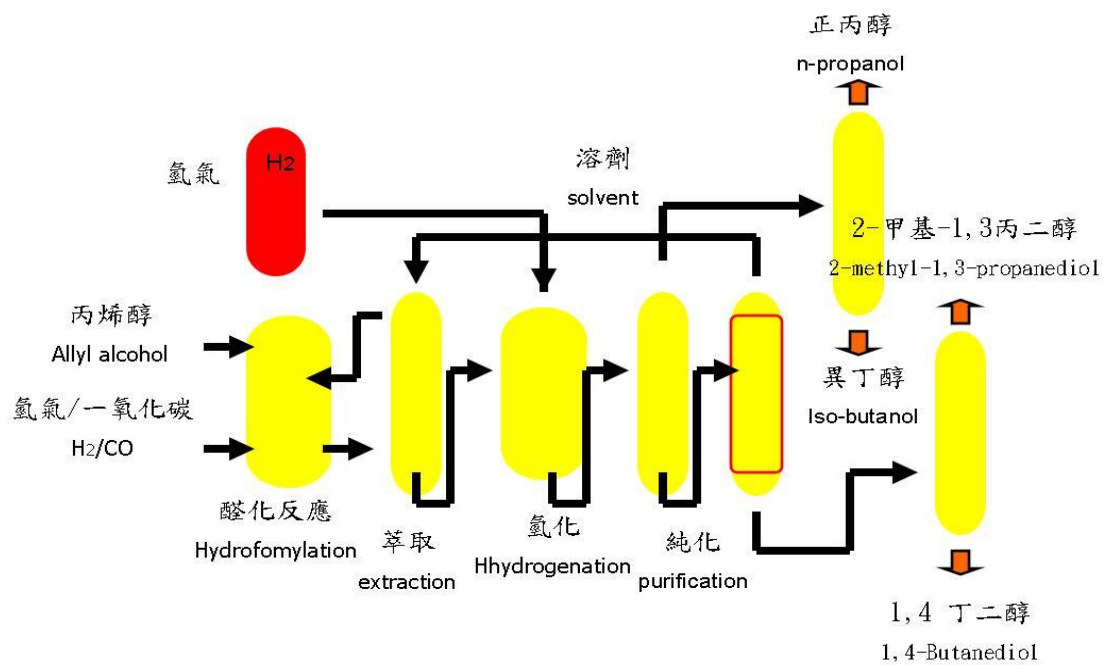 正丙醇
n-propanol
氫氣
H2
溶劑
solvent
2-甲基-1,3丙二醇
2-methyl-1,3-propanediol
丙烯醇
Allyl alcohol
氫氣/一氧化碳
H2/CO
異丁醇
Iso-butanol
醛化反應
Hydrofomylation
萃取
extraction
氫化
Hhydrogenation
純化
purification
1,4 丁二醇
1,4-Butanediol